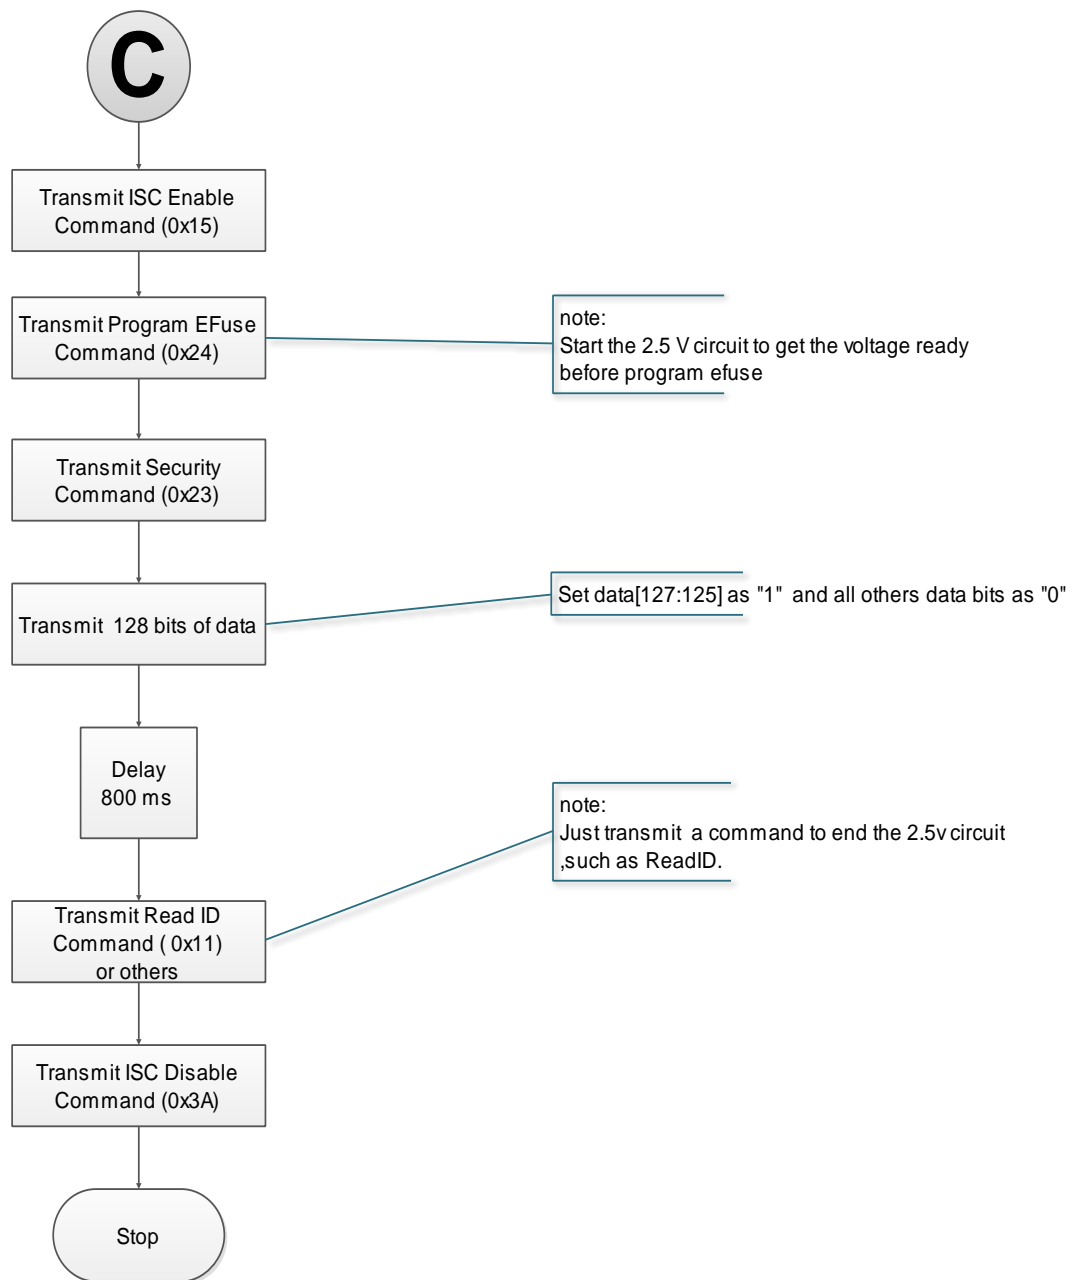 C
Transmit ISC Enable
Command (0x15)
Transmit Program EFuse
Command (0x24)
note:
Start the 2.5 V circuit to get the voltage ready
before program efuse
Transmit Security
Command (0x23)
Transmit 128 bits of data
Set data[127:125] as "1" and all others data bits as "0"
Delay
800 ms
note:
Just transmit a command to end the 2.5v circuit
,such as ReadID.
Transmit Read ID
Command ( 0x11)
or others
Transmit ISC Disable
Command (0x3A)
Stop